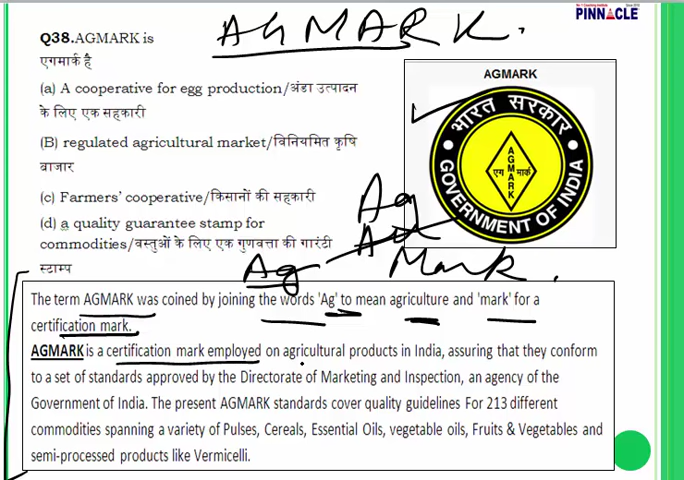 PINNACLE
AGMARK.
Q38.AGMARK is
एगमार्क है
(a) A cooperative for egg production/अंडा उत्पादन
के लिए एक सहकारी
(B) regulated agricultural market/विनियमित कृषि
बाजार
(c) Farmers' cooperative/किसानों की सहकारी
(d) a quality guarantee stamp for
commodities/वस्तुओं के लिए एक गुणवत्ता की गारंटी
स्टाम्प
AGMARK
भारत सरकार
AGMARK
एग मार्क
GOVERNMENT OF INDIA
Ag
Mark.
Ag
The term AGMARK was coined by joining the words 'Ag' to mean agriculture and 'mark' for a
certification mark.
AGMARK is a certification mark employed on agricultural products in India, assuring that they conform
to a set of standards approved by the Directorate of Marketing and Inspection, an agency of the
Government of India. The present AGMARK standards cover quality guidelines For 213 different
commodities spanning a variety of Pulses, Cereals, Essential Oils, vegetable oils, Fruits & Vegetables and
semi-processed products like Vermicelli.